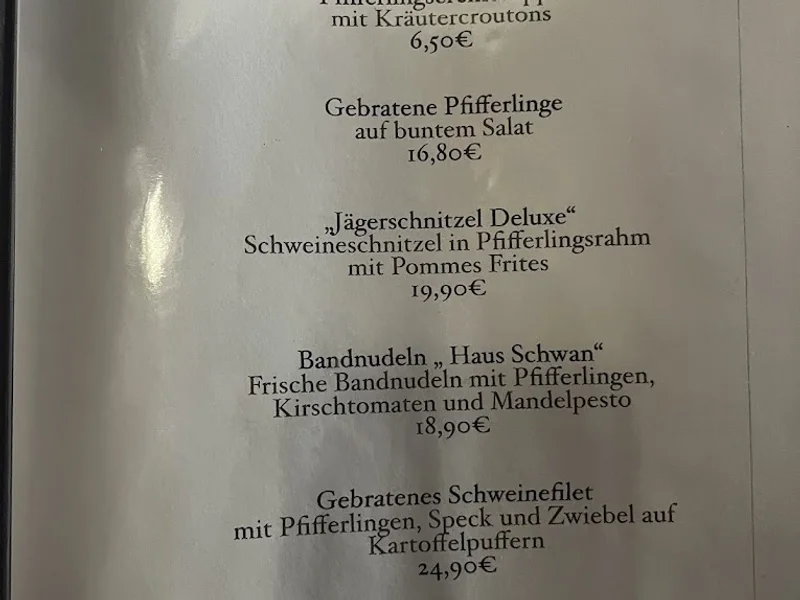 mit Kräutercroutons
6,50€
Gebratene Pfifferlinge
auf buntem Salat
16,80€
„Jägerschnitzel Deluxe“
Schweineschnitzel in Pfifferlingsrahm
mit Pommes Frites
19,90€
Bandnudeln „ Haus Schwan“
Frische Bandnudeln mit Pfifferlingen,
Kirschtomaten und Mandelpesto
18,90€
Gebratenes Schweinefilet
mit Pfifferlingen, Speck und Zwiebel auf
Kartoffelpuffern
24,90€